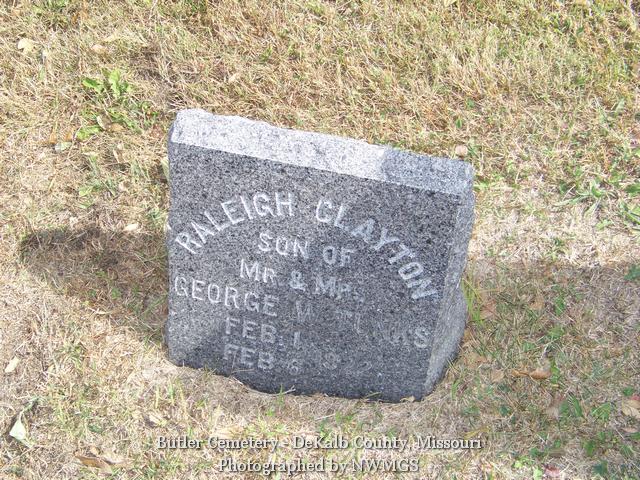 RALEIGH CLAYTON
SON OF
MR & MRS
GEORGE W.
FEB. 1
FEB. 6
Butler Cemetery - DeKalb County, Missouri
Photographed by NWMGS